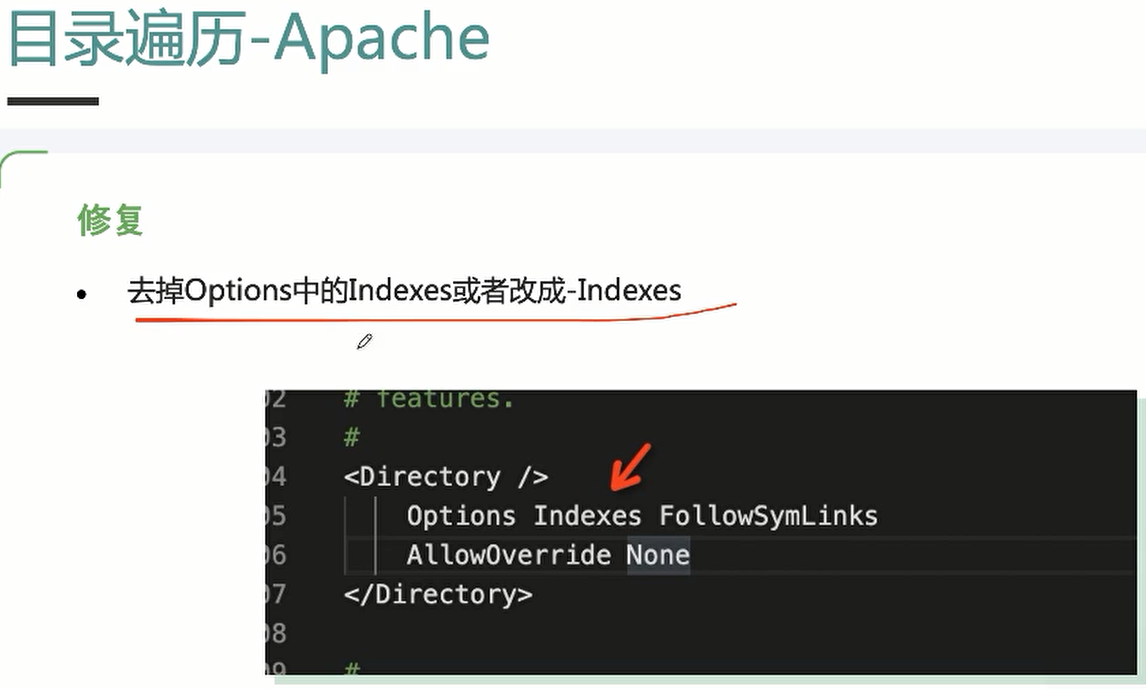 目录遍历-Apache
修复
• 去掉Options中的Indexes或者改成-Indexes
02 # features.
03 #
04 <Directory />
05 Options Indexes FollowSymLinks
06 AllowOverride None
07 </Directory>
08
09 #